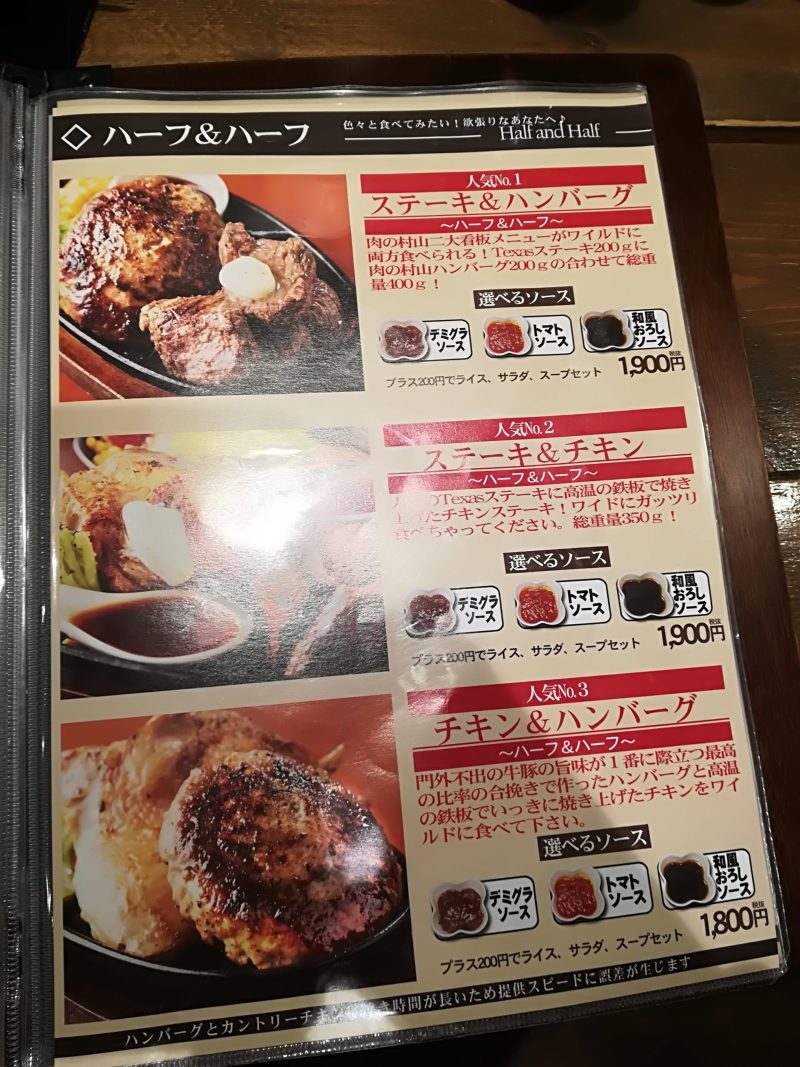 ◇ ハーフ&ハーフ
色々と食べてみたい！欲張りなあなたへ♪
Half and Half
人気No.1
ステーキ&ハンバーグ
～ハーフ&ハーフ～
肉の村山二大看板メニューがワイルドに
両方食べられる！Texasステーキ200ｇに
肉の村山ハンバーグ200ｇの合わせて総重
量400ｇ！
選べるソース
デミグラ
ソース
トマト
ソース
和風
おろし
ソース
プラス200円でライス、サラダ、スープセット
税抜
1,900円
人気No.2
ステーキ&チキン
～ハーフ&ハーフ～
のTexasステーキに高温の鉄板で焼き
上げたチキンステーキ！ワイドにガッツリ
食べちゃってください。総重量350ｇ！
選べるソース
デミグラ
ソース
トマト
ソース
和風
おろし
ソース
プラス200円でライス、サラダ、スープセット
税抜
1,900円
人気No.3
チキン&ハンバーグ
～ハーフ&ハーフ～
門外不出の牛豚の旨味が１番に際立つ最高
の比率の合挽きで作ったハンバーグと高温
の鉄板でいっきに焼き上げたチキンをワイ
ルドに食べて下さい。
選べるソース
デミグラ
ソース
トマト
ソース
和風
おろし
ソース
プラス200円でライス、サラダ、スープセット
税抜
1,800円
ハンバーグとカントリーチキン き時間が長いため提供スピードに誤差が生じます